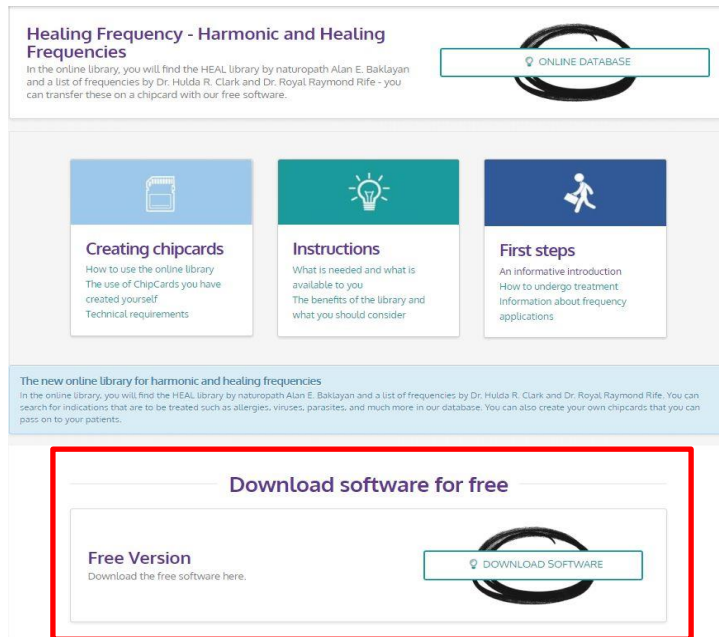 Healing Frequency - Harmonic and Healing
Frequencies
In the online library, you will find the HEAL library by naturopath Alan E. Baklayan
and a list of frequencies by Dr. Hulda R. Clark and Dr. Royal Raymond Rife - you
can transfer these on a chipcard with our free software.
ONLINE DATABASE
Creating chipcards
How to use the online library
The use of ChipCards you have
created yourself
Technical requirements
Instructions
What is needed and what is
available to you
The benefits of the library and
what you should consider
First steps
An informative introduction
How to undergo treatment
Information about frequency
applications
The new online library for harmonic and healing frequencies
In the online library, you will find the HEAL library by naturopath Alan E. Baklayan and a list of frequencies by Dr. Hulda R. Clark and Dr. Royal Raymond Rife. You can
search for indications that are to be treated such as allergies, viruses, parasites, and much more in our database. You can also create your own chipcards that you can
pass on to your patients.
Download software for free
Free Version
Download the free software here.
DOWNLOAD SOFTWARE